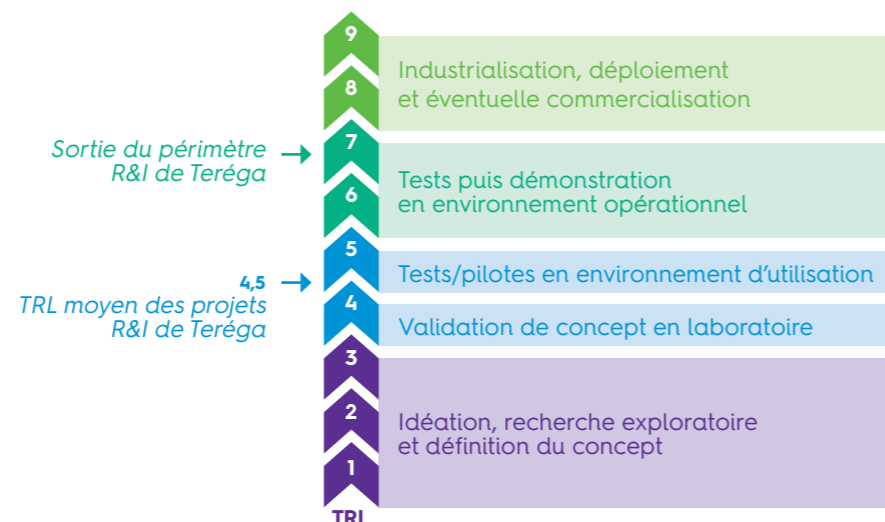 9
Industrialisation, déploiement
et éventuelle commercialisation
8
Sortie du périmètre
R&I de Teréga
7
Tests puis démonstration
en environnement opérationnel
6
5
Tests/pilotes en environnement d'utilisation
4,5
TRL moyen des projets
R&I de Teréga
4
Validation de concept en laboratoire
3
2
Idéation, recherche exploratoire
et définition du concept
1
TRL